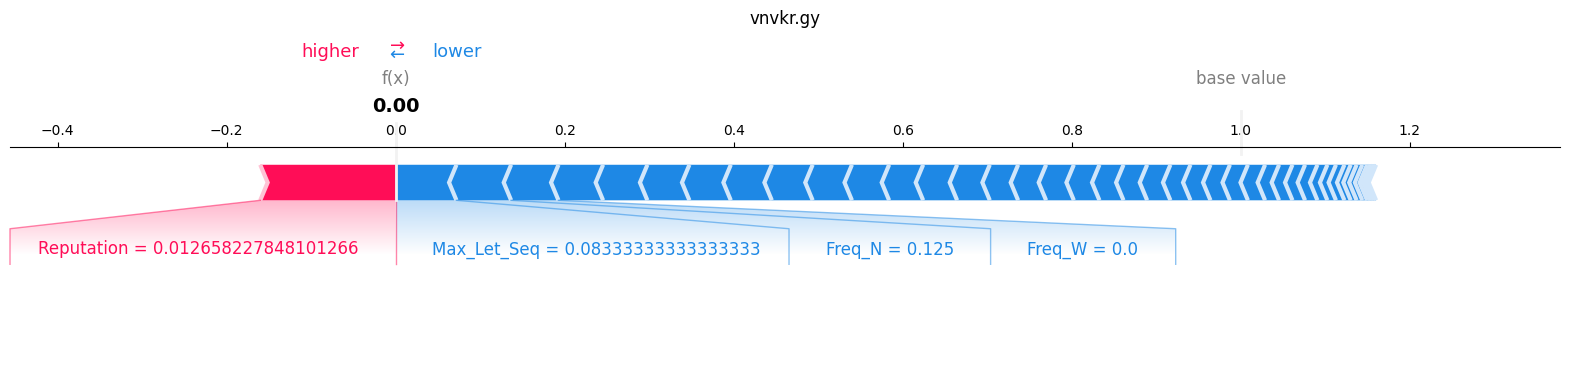 vnvkr.gy
higher → ← lower
f(x) base value
0.00
−0.4 −0.2 0.0 0.2 0.4 0.6 0.8 1.0 1.2
Reputation = 0.012658227848101266 Max_Let_Seq = 0.08333333333333333 Freq_N = 0.125 Freq_W = 0.0